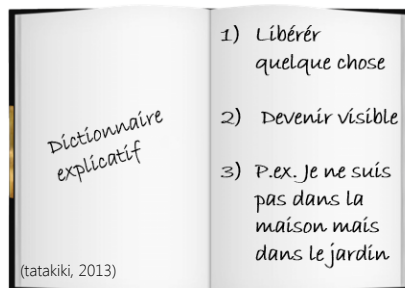 Dictionnaire
explicatif
(tatakiki, 2013)
1) Libérér
quelque chose
2) Devenir visible
3) P.ex. Je ne suis
pas dans la
maison mais
dans le jardin